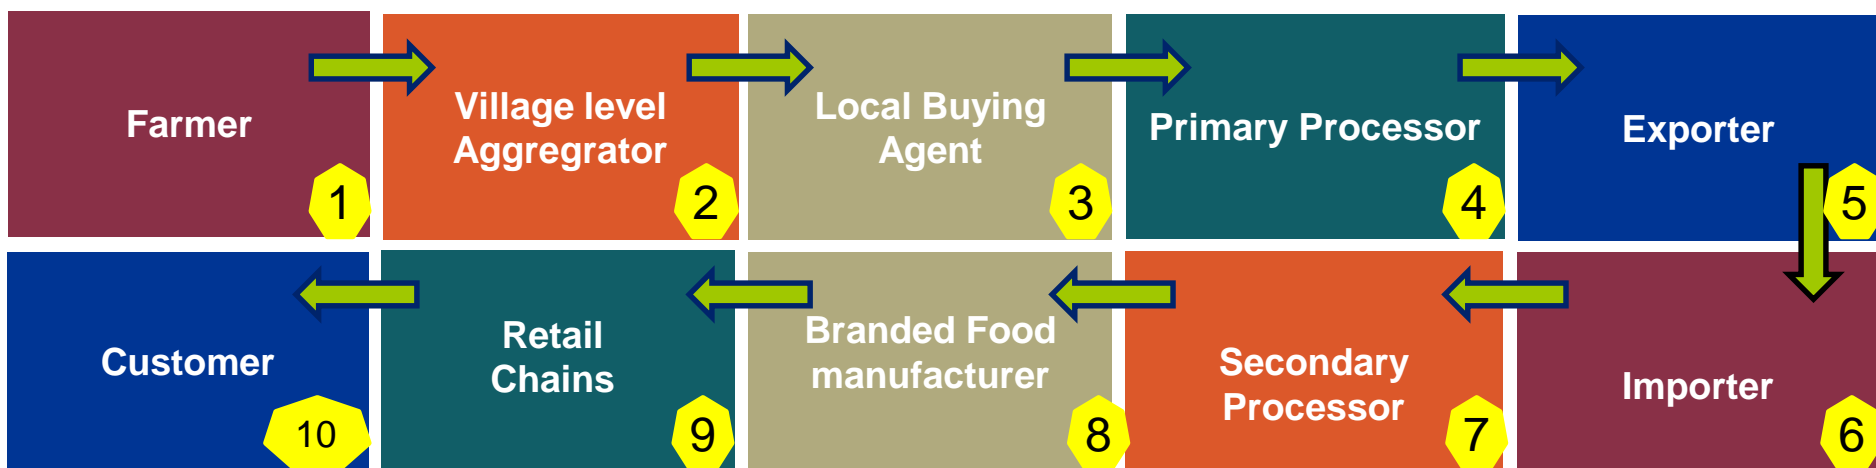 Farmer
1
Village level
Aggregrator
2
Local Buying
Agent
3
Primary Processor
4
Exporter
5
Customer
10
Retail
Chains
9
Branded Food
manufacturer
8
Secondary
Processor
7
Importer
6